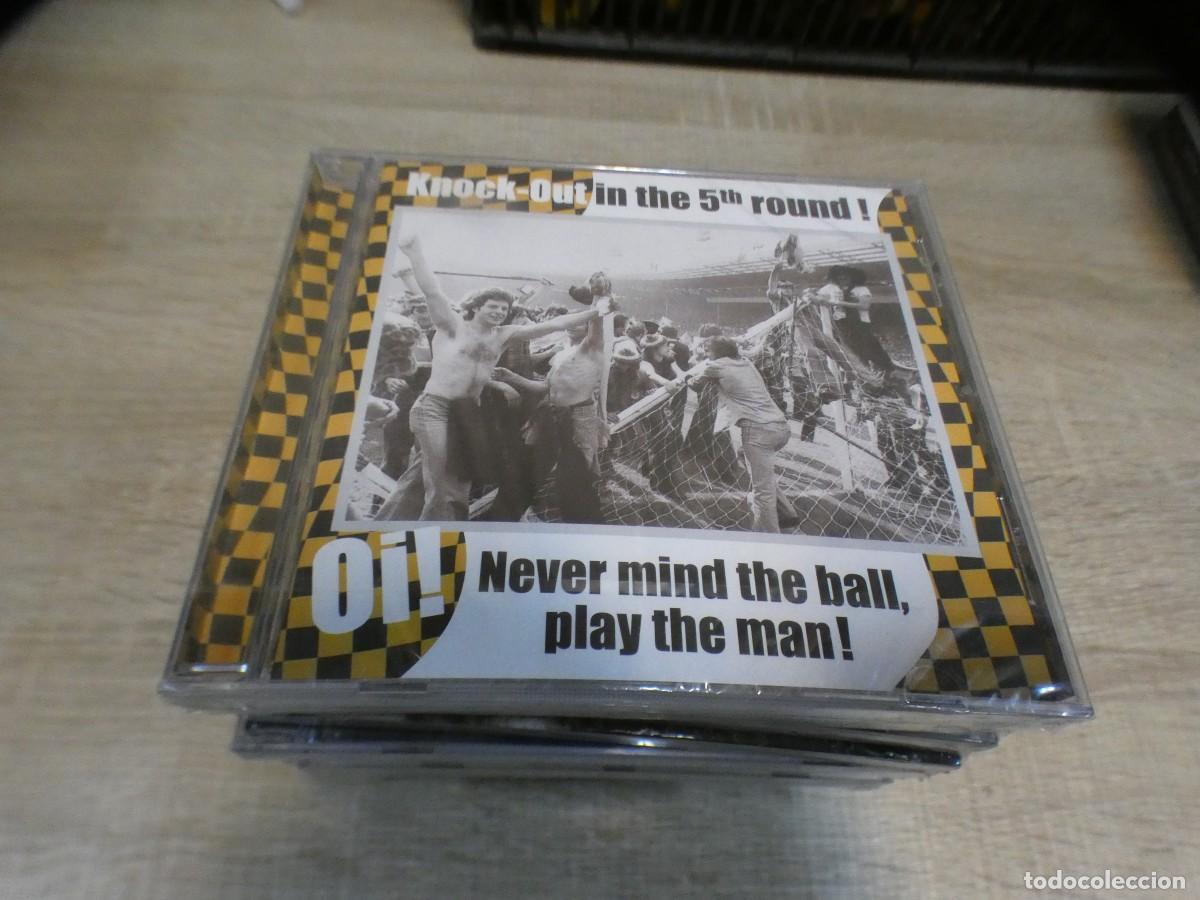 Knock-Out in the 5th round !
Oi!
Never mind the ball,
play the man!
todocoleccion